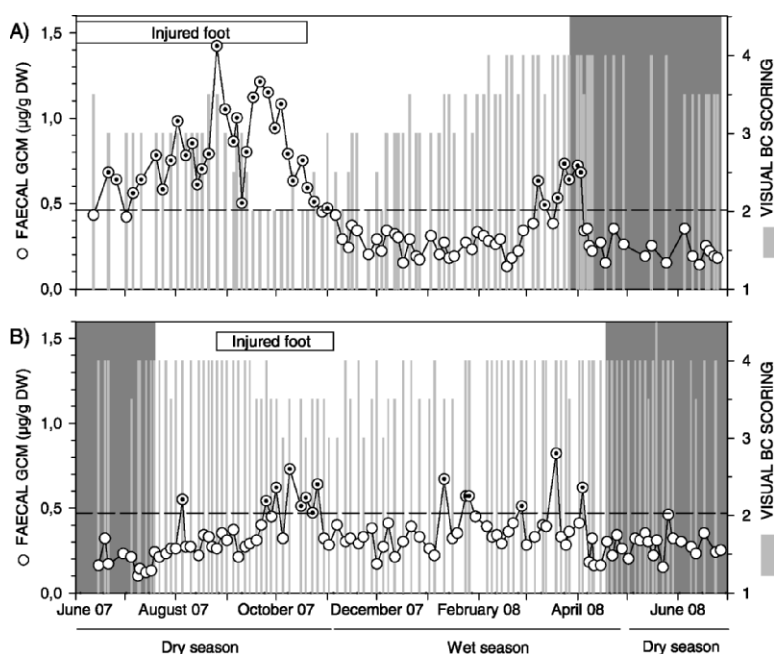 A)
Injured foot
1,5
1,0
0,5
0,0
FAECAL GCM (µg/g DW)
4
3
2
1
VISUAL BC SCORING
B)
Injured foot
1,5
1,0
0,5
0,0
FAECAL GCM (µg/g DW)
4
3
2
1
VISUAL BC SCORING
June 07 August 07 October 07 December 07 February 08 April 08 June 08
Dry season Wet season Dry season